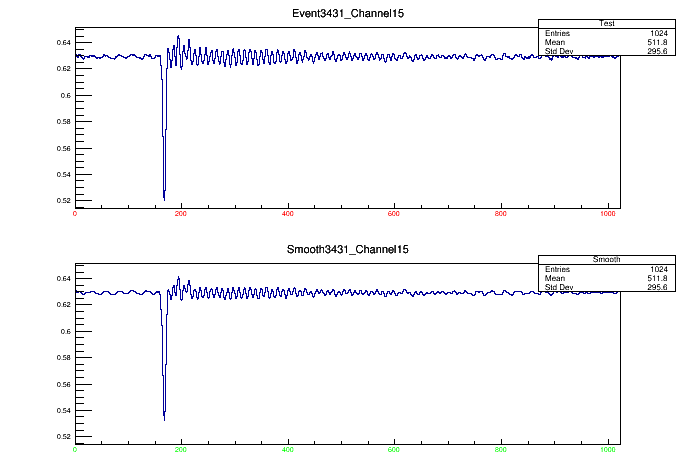 Event3431_Channel15
Test
Entries 1024
Mean 511.8
Std Dev 295.6
0.64
0.62
0.6
0.58
0.56
0.54
0.52
0 200 400 600 800 1000
Smooth3431_Channel15
Smooth
Entries 1024
Mean 511.8
Std Dev 295.6
0.64
0.62
0.6
0.58
0.56
0.54
0.52
0 200 400 600 800 1000